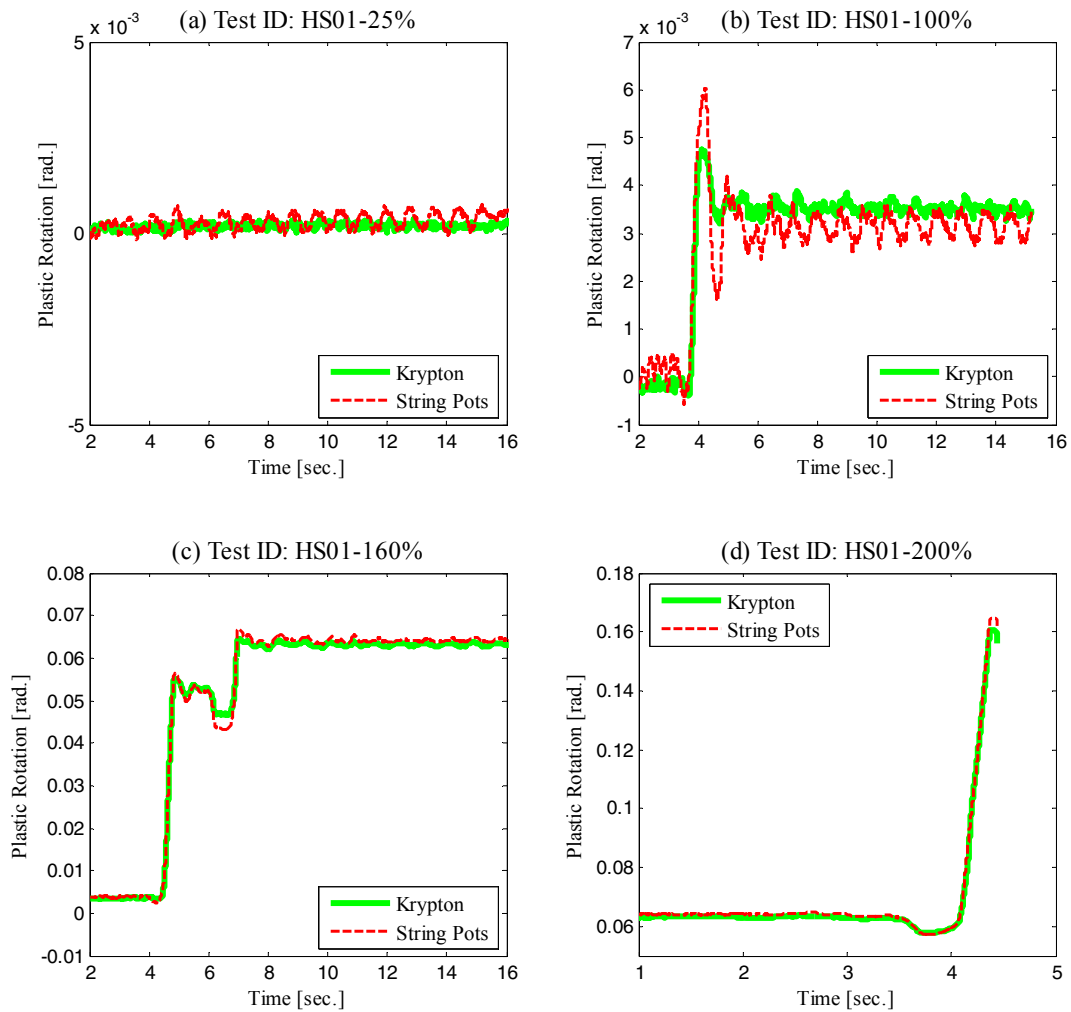 (a) Test ID: HS01-25%
x 10⁻³
5
0
-5
2 4 6 8 10 12 14 16
Plastic Rotation [rad.]
Time [sec.]
Krypton
String Pots
(b) Test ID: HS01-100%
x 10⁻³
7
6
5
4
3
2
1
0
-1
2 4 6 8 10 12 14 16
Plastic Rotation [rad.]
Time [sec.]
Krypton
String Pots
(c) Test ID: HS01-160%
0.08
0.07
0.06
0.05
0.04
0.03
0.02
0.01
0
-0.01
2 4 6 8 10 12 14 16
Plastic Rotation [rad.]
Time [sec.]
Krypton
String Pots
(d) Test ID: HS01-200%
0.18
0.16
0.14
0.12
0.1
0.08
0.06
1 2 3 4 5
Plastic Rotation [rad.]
Time [sec.]
Krypton
String Pots